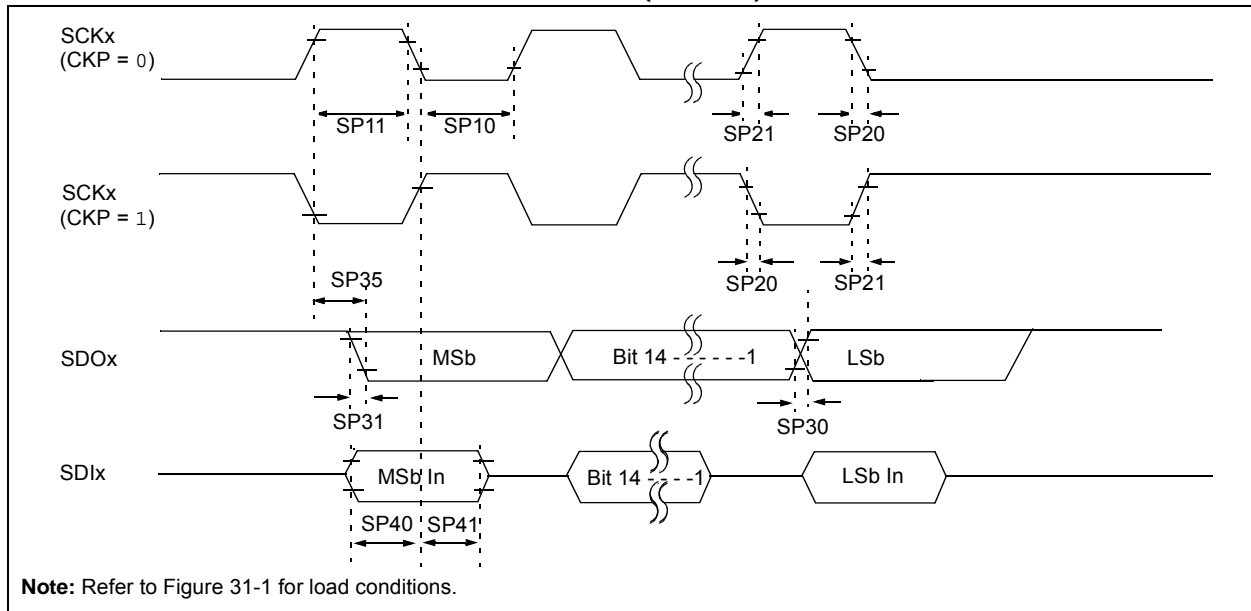 SCKx
(CKP = 0)
SP11
SP10
SP21
SP20
SCKx
(CKP = 1)
SP35
SP20
SP21
SDOx
MSb
Bit 14 - - - - - -1
LSb
SP31
SP30
SDIx
MSb In
Bit 14 - - - - -1
LSb In
SP40
SP41
Note: Refer to Figure 31-1 for load conditions.